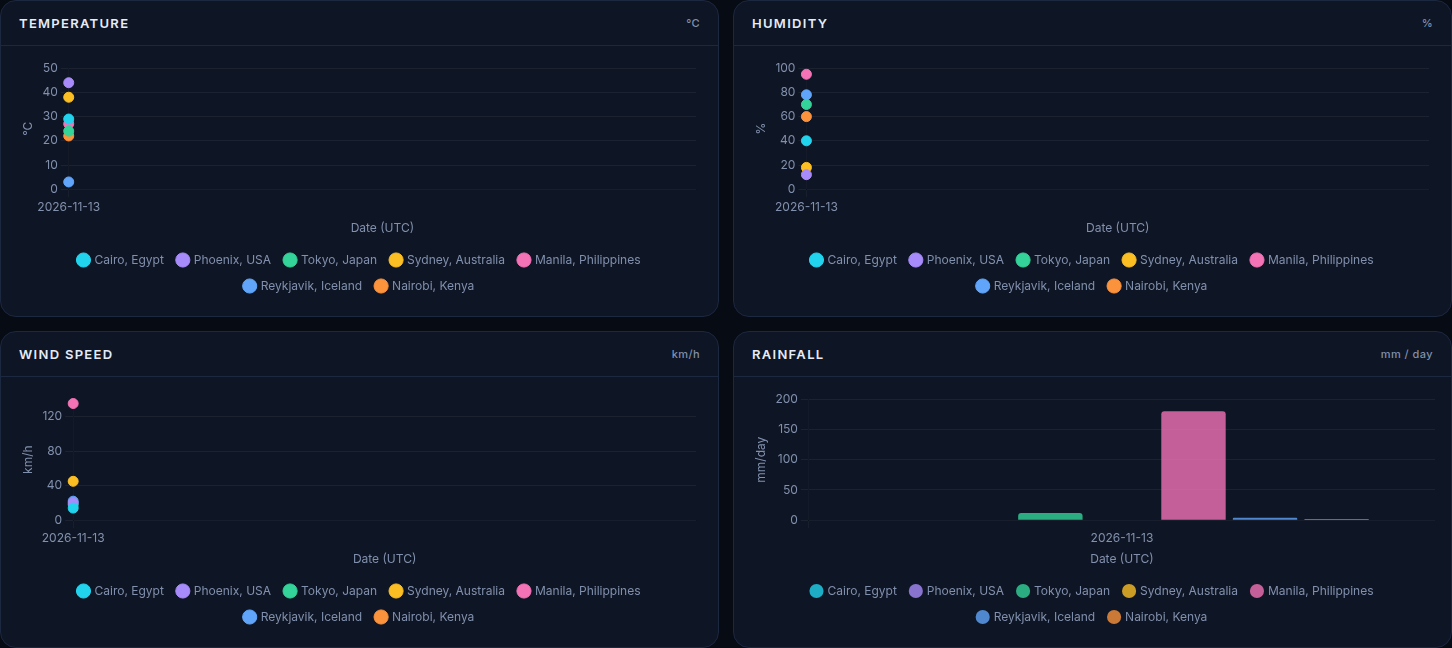 TEMPERATURE °C
50
40
30
20
10
0
°C
2026-11-13
Date (UTC)
Cairo, Egypt Phoenix, USA Tokyo, Japan Sydney, Australia Manila, Philippines
Reykjavik, Iceland Nairobi, Kenya
HUMIDITY %
100
80
60
40
20
0
%
2026-11-13
Date (UTC)
Cairo, Egypt Phoenix, USA Tokyo, Japan Sydney, Australia Manila, Philippines
Reykjavik, Iceland Nairobi, Kenya
WIND SPEED km/h
120
80
40
0
km/h
2026-11-13
Date (UTC)
Cairo, Egypt Phoenix, USA Tokyo, Japan Sydney, Australia Manila, Philippines
Reykjavik, Iceland Nairobi, Kenya
RAINFALL mm / day
200
150
100
50
0
mm/day
2026-11-13
Date (UTC)
Cairo, Egypt Phoenix, USA Tokyo, Japan Sydney, Australia Manila, Philippines
Reykjavik, Iceland Nairobi, Kenya